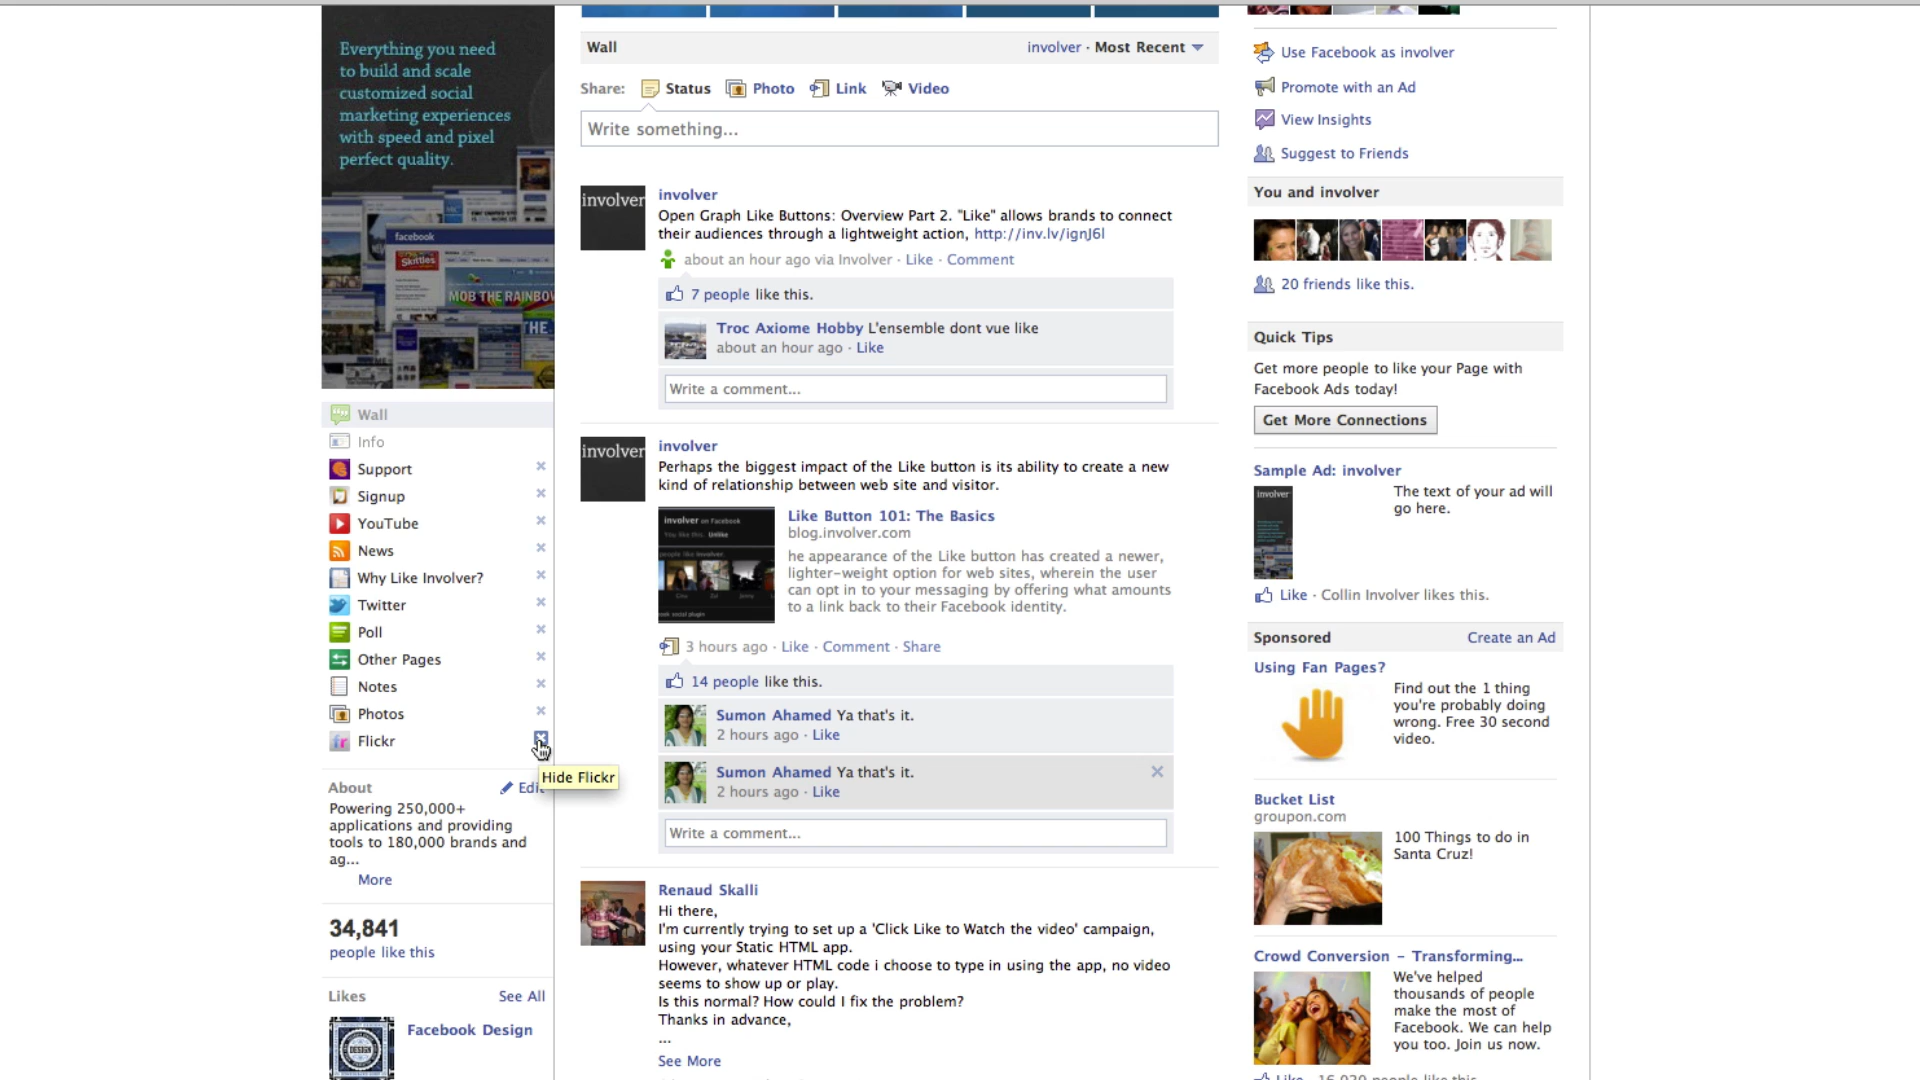 Everything you need
to build and scale
customized social
marketing experiences
with speed and pixel
perfect quality.
facebook
Skittles
MOB THE RAINBOW
THE
Wall
Info
Support
Signup
YouTube
News
Why Like Involver?
Twitter
Poll
Other Pages
Notes
Photos
Flickr
Hide Flickr
About
Edit
Powering 250,000+
applications and providing
tools to 180,000 brands and
ag...
More
34,841
people like this
Likes See All
DESIGN
Facebook Design
Wall involver · Most Recent
Share: Status Photo Link Video
Write something...
involver
involver
Open Graph Like Buttons: Overview Part 2. "Like" allows brands to connect
their audiences through a lightweight action, http://inv.lv/ignJ6l
about an hour ago via Involver · Like · Comment
7 people like this.
Troc Axiome Hobby L'ensemble dont vue like
about an hour ago · Like
Write a comment...
involver
involver
Perhaps the biggest impact of the Like button is its ability to create a new
kind of relationship between web site and visitor.
involver on Facebook
You like this. Unlike
people like Involver.
Like Button 101: The Basics
blog.involver.com
he appearance of the Like button has created a newer,
lighter-weight option for web sites, wherein the user
can opt in to your messaging by offering what amounts
to a link back to their Facebook identity.
3 hours ago · Like · Comment · Share
14 people like this.
Sumon Ahamed Ya that's it.
2 hours ago · Like
Sumon Ahamed Ya that's it.
2 hours ago · Like
Write a comment...
Renaud Skalli
Hi there,
I'm currently trying to set up a 'Click Like to Watch the video' campaign,
using your Static HTML app.
However, whatever HTML code i choose to type in using the app, no video
seems to show up or play.
Is this normal? How could I fix the problem?
Thanks in advance,
...
See More
Use Facebook as involver
Promote with an Ad
View Insights
Suggest to Friends
You and involver
20 friends like this.
Quick Tips
Get more people to like your Page with
Facebook Ads today!
Get More Connections
Sample Ad: involver
involver
The text of your ad will
go here.
Like · Collin Involver likes this.
Sponsored Create an Ad
Using Fan Pages?
Find out the 1 thing
you're probably doing
wrong. Free 30 second
video.
Bucket List
groupon.com
100 Things to do in
Santa Cruz!
Crowd Conversion – Transforming...
We've helped
thousands of people
make the most of
Facebook. We can help
you too. Join us now.